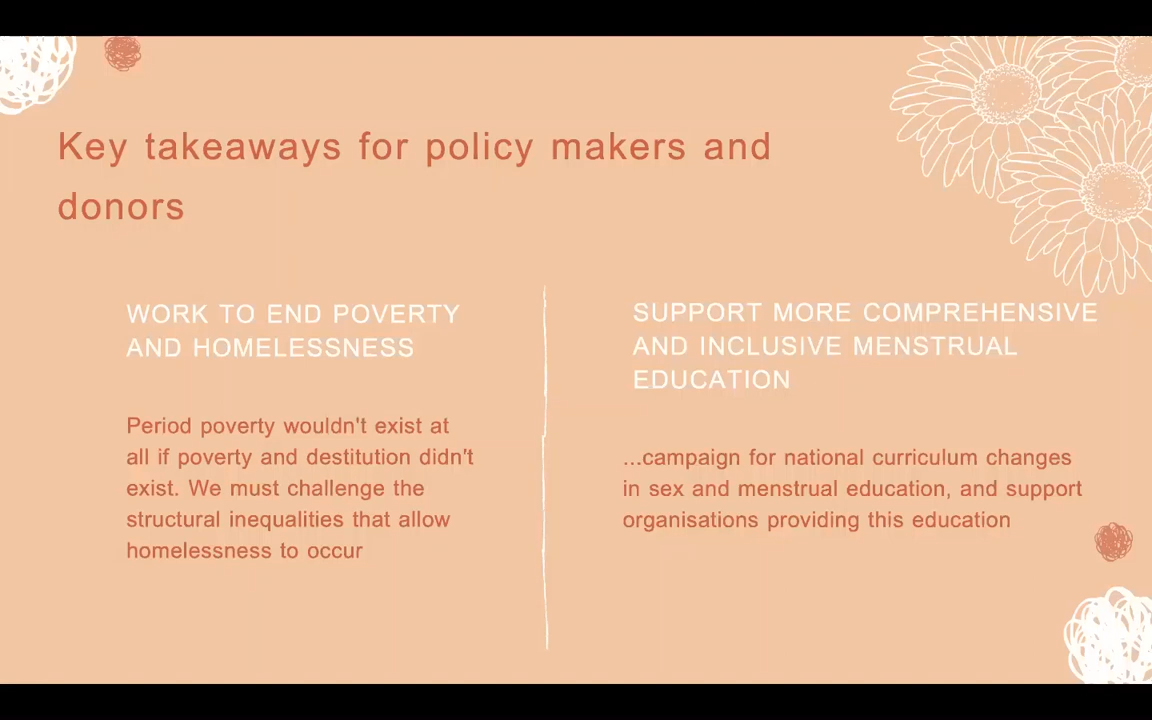 Key takeaways for policy makers and
donors
WORK TO END POVERTY
AND HOMELESSNESS
Period poverty wouldn't exist at
all if poverty and destitution didn't
exist. We must challenge the
structural inequalities that allow
homelessness to occur
SUPPORT MORE COMPREHENSIVE
AND INCLUSIVE MENSTRUAL
EDUCATION
...campaign for national curriculum changes
in sex and menstrual education, and support
organisations providing this education